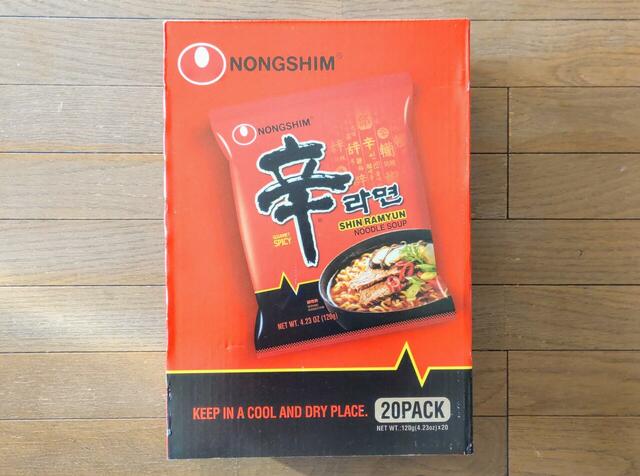 NONGSHIM®
NONGSHIM
辛
라면
SHIN RAMYUN
NOODLE SOUP
GOURMET
SPICY
NET WT. 4.23 OZ (120g)
KEEP IN A COOL AND DRY PLACE.
20PACK
NET WT.:120g(4.23oz)x20